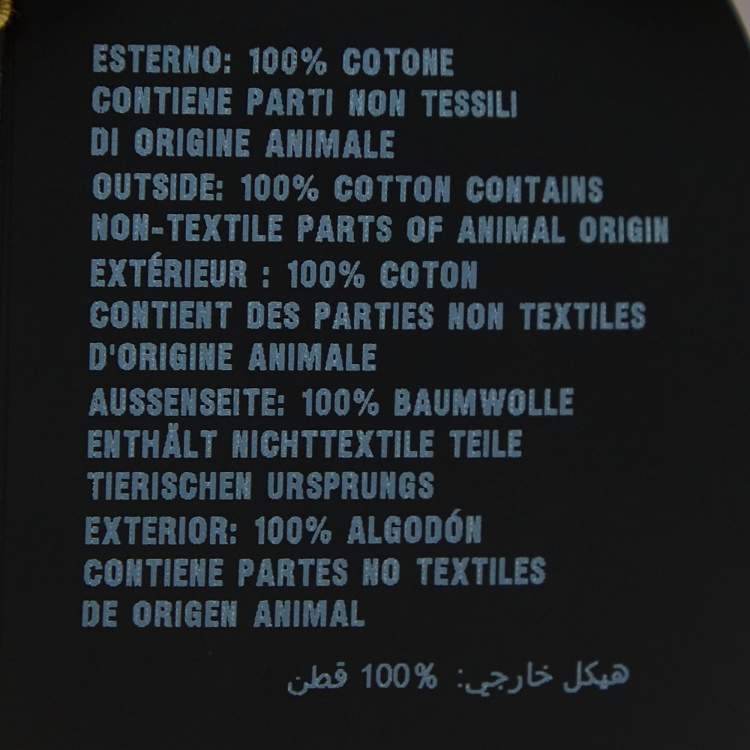 ESTERNO: 100% COTONE
CONTIENE PARTI NON TESSILI
DI ORIGINE ANIMALE
OUTSIDE: 100% COTTON CONTAINS
NON-TEXTILE PARTS OF ANIMAL ORIGIN
EXTÉRIEUR : 100% COTON
CONTIENT DES PARTIES NON TEXTILES
D'ORIGINE ANIMALE
AUSSENSEITE: 100% BAUMWOLLE
ENTHÄLT NICHTTEXTILE TEILE
TIERISCHEN URSPRUNGS
EXTERIOR: 100% ALGODÓN
CONTIENE PARTES NO TEXTILES
DE ORIGEN ANIMAL
هيكل خارجي: 100% قطن